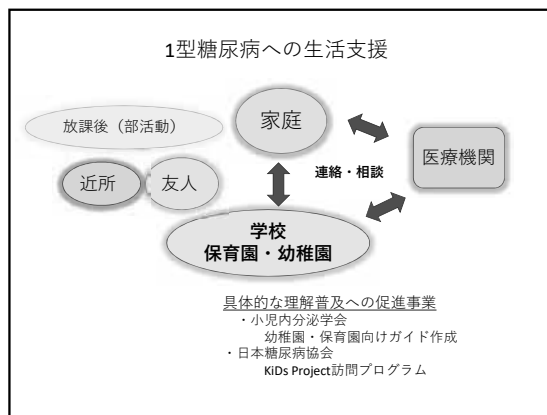 1型糖尿病への生活支援
放課後（部活動）
家庭
近所
友人
連絡・相談
医療機関
学校
保育園・幼稚園
具体的な理解普及への促進事業
・小児内分泌学会
幼稚園・保育園向けガイド作成
・日本糖尿病協会
KiDs Project訪問プログラム